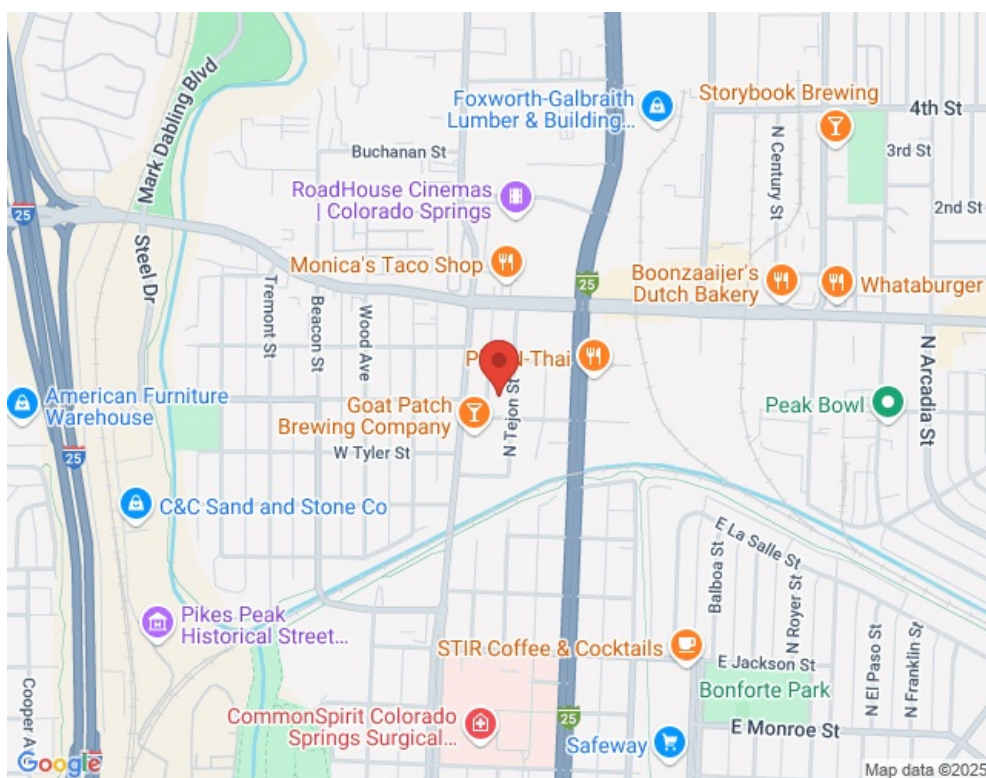 Mark Dabling Blvd
Foxworth-Galbraith
Lumber & Building...
Storybook Brewing
4th St
N Century St
3rd St
Buchanan St
RoadHouse Cinemas
| Colorado Springs
2nd St
25
Steel Dr
Monica's Taco Shop
25
Boonzaaijer's
Dutch Bakery
Whataburger
Tremont St
Beacon St
Wood Ave
N Arcadia St
N-Thai
N Tejon St
American Furniture
Warehouse
Goat Patch
Brewing Company
Peak Bowl
25
W Tyler St
C&C Sand and Stone Co
E La Salle St
Balboa St
N Royer St
Pikes Peak
Historical Street...
STIR Coffee & Cocktails
E Jackson St
N El Paso St
N Franklin St
Bonforte Park
Cooper A
CommonSpirit Colorado
Springs Surgical...
25
E Monroe St
Safeway
Google
Map data ©2025